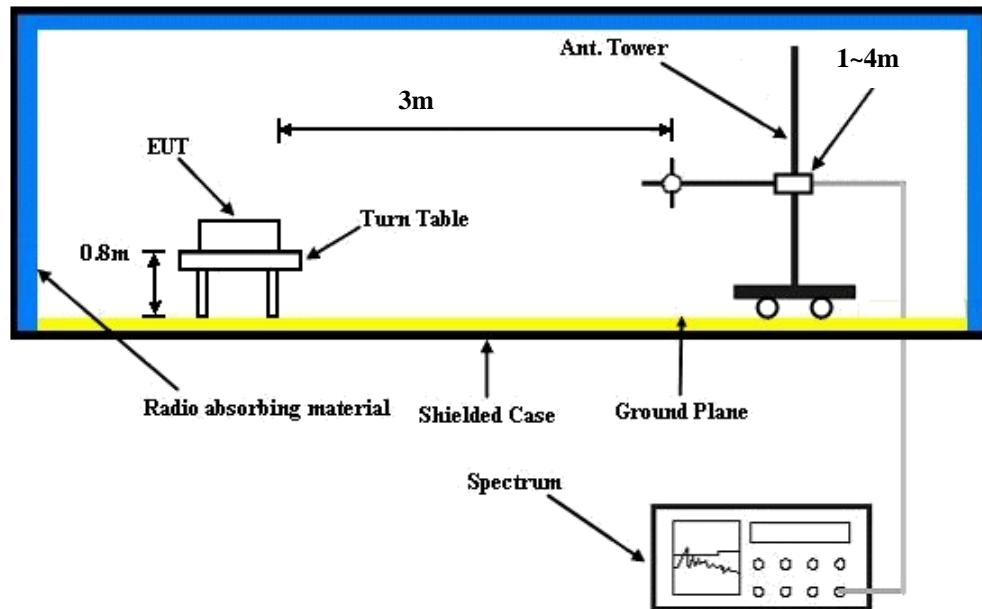 Ant. Tower
1~4m
3m
EUT
Turn Table
0.8m
Radio absorbing material
Shielded Case
Ground Plane
Spectrum